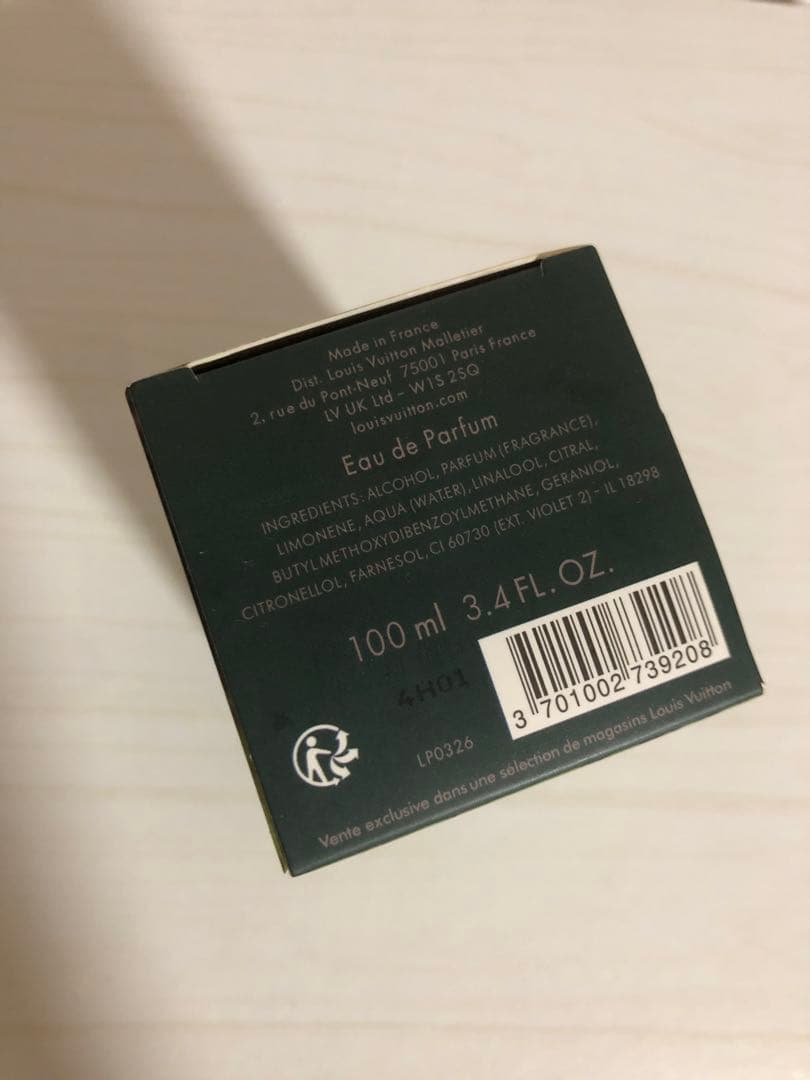 Made in France
Dist. Louis Vuitton Malletier
2, rue du Pont-Neuf 75001 Paris France
LV UK Ltd – W1S 2SQ
louisvuitton.com
Eau de Parfum
INGREDIENTS: ALCOHOL, PARFUM (FRAGRANCE),
LIMONENE, AQUA (WATER), LINALOOL, CITRAL,
BUTYL METHOXYDIBENZOYLMETHANE, GERANIOL,
CITRONELLOL, FARNESOL, CI 60730 (EXT. VIOLET 2) – IL 18298
100 ml 3.4 FL. OZ.
4H01
3 701002 739208
LP0326
Vente exclusive dans une sélection de magasins Louis Vuitton